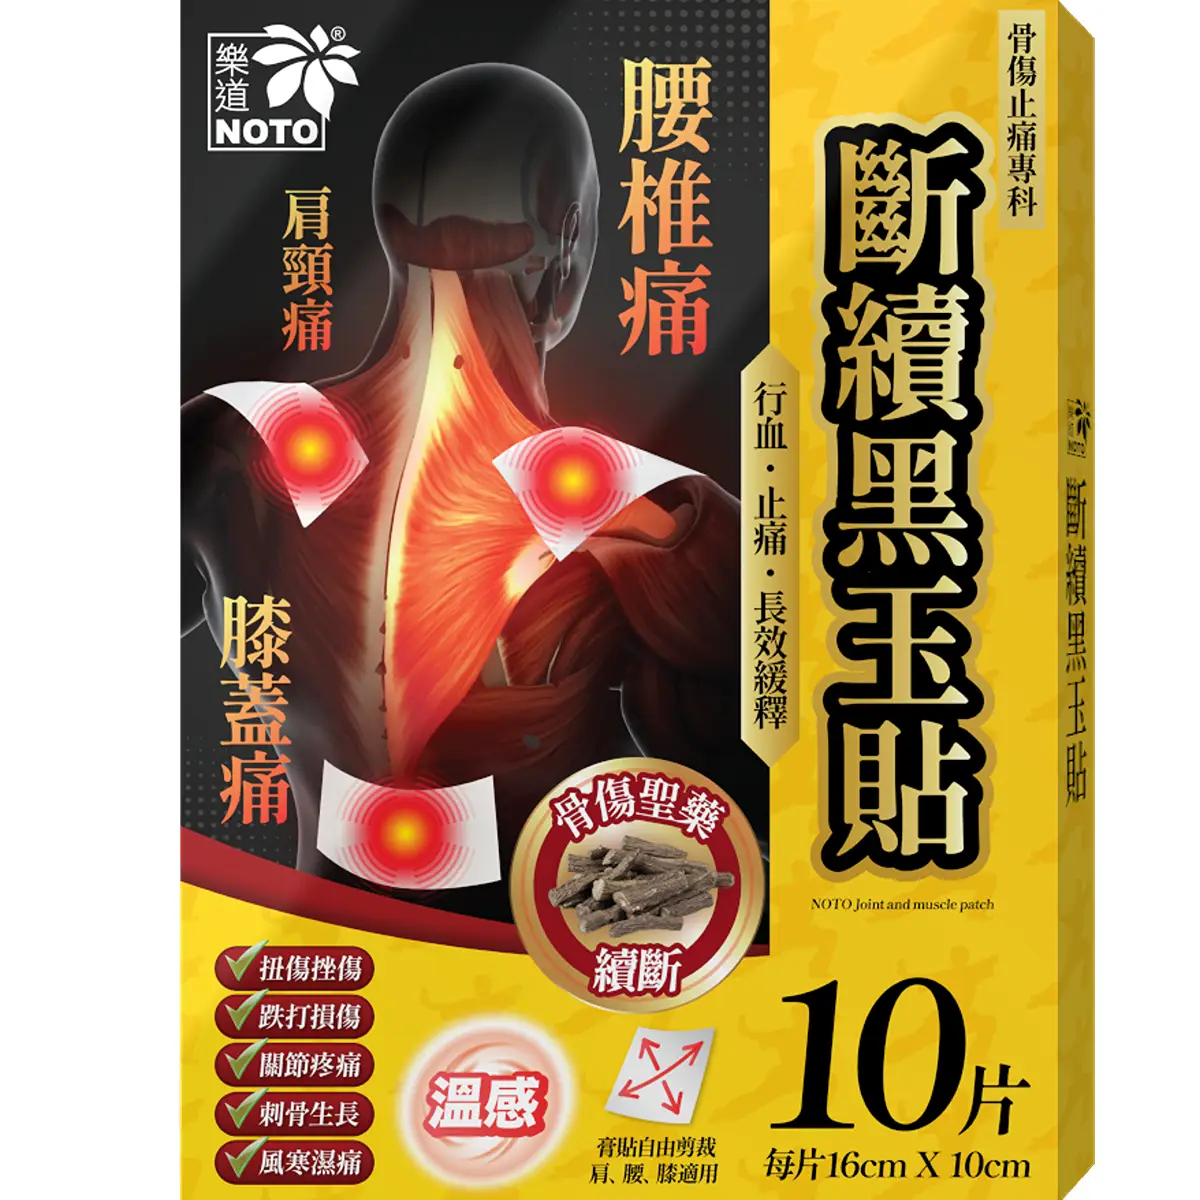 樂道
NOTO
®
肩頸痛
腰椎痛
膝蓋痛
骨傷止痛專科
斷續黑玉貼
行血・止痛・長效緩釋
NOTO Joint and muscle patch
骨傷聖藥
續斷
扭傷挫傷
跌打損傷
關節疼痛
刺骨生長
風寒濕痛
溫感
膏貼自由剪裁
肩、腰、膝適用
10片
每片16cm X 10cm
樂道
NOTO
斷續黑玉貼